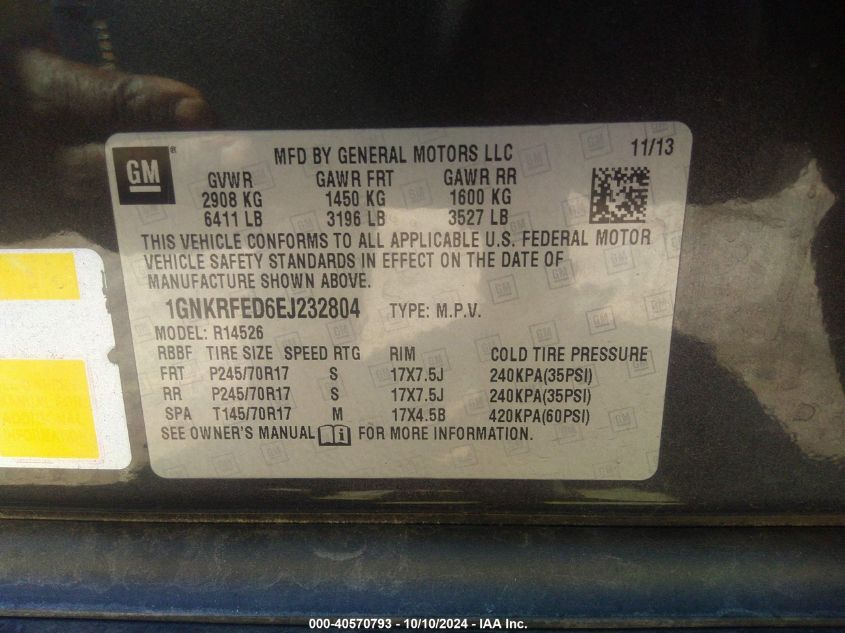 GM ®
MFD BY GENERAL MOTORS LLC 11/13
GVWR GAWR FRT GAWR RR
2908 KG 1450 KG 1600 KG
6411 LB 3196 LB 3527 LB
THIS VEHICLE CONFORMS TO ALL APPLICABLE U.S. FEDERAL MOTOR
VEHICLE SAFETY STANDARDS IN EFFECT ON THE DATE OF
MANUFACTURE SHOWN ABOVE.
1GNKRFED6EJ232804 TYPE: M.P.V.
MODEL: R14526
RBBF TIRE SIZE SPEED RTG RIM COLD TIRE PRESSURE
FRT P245/70R17 S 17X7.5J 240KPA(35PSI)
RR P245/70R17 S 17X7.5J 240KPA(35PSI)
SPA T145/70R17 M 17X4.5B 420KPA(60PSI)
SEE OWNER'S MANUAL FOR MORE INFORMATION.
000-40570793 - 10/10/2024 - IAA Inc.